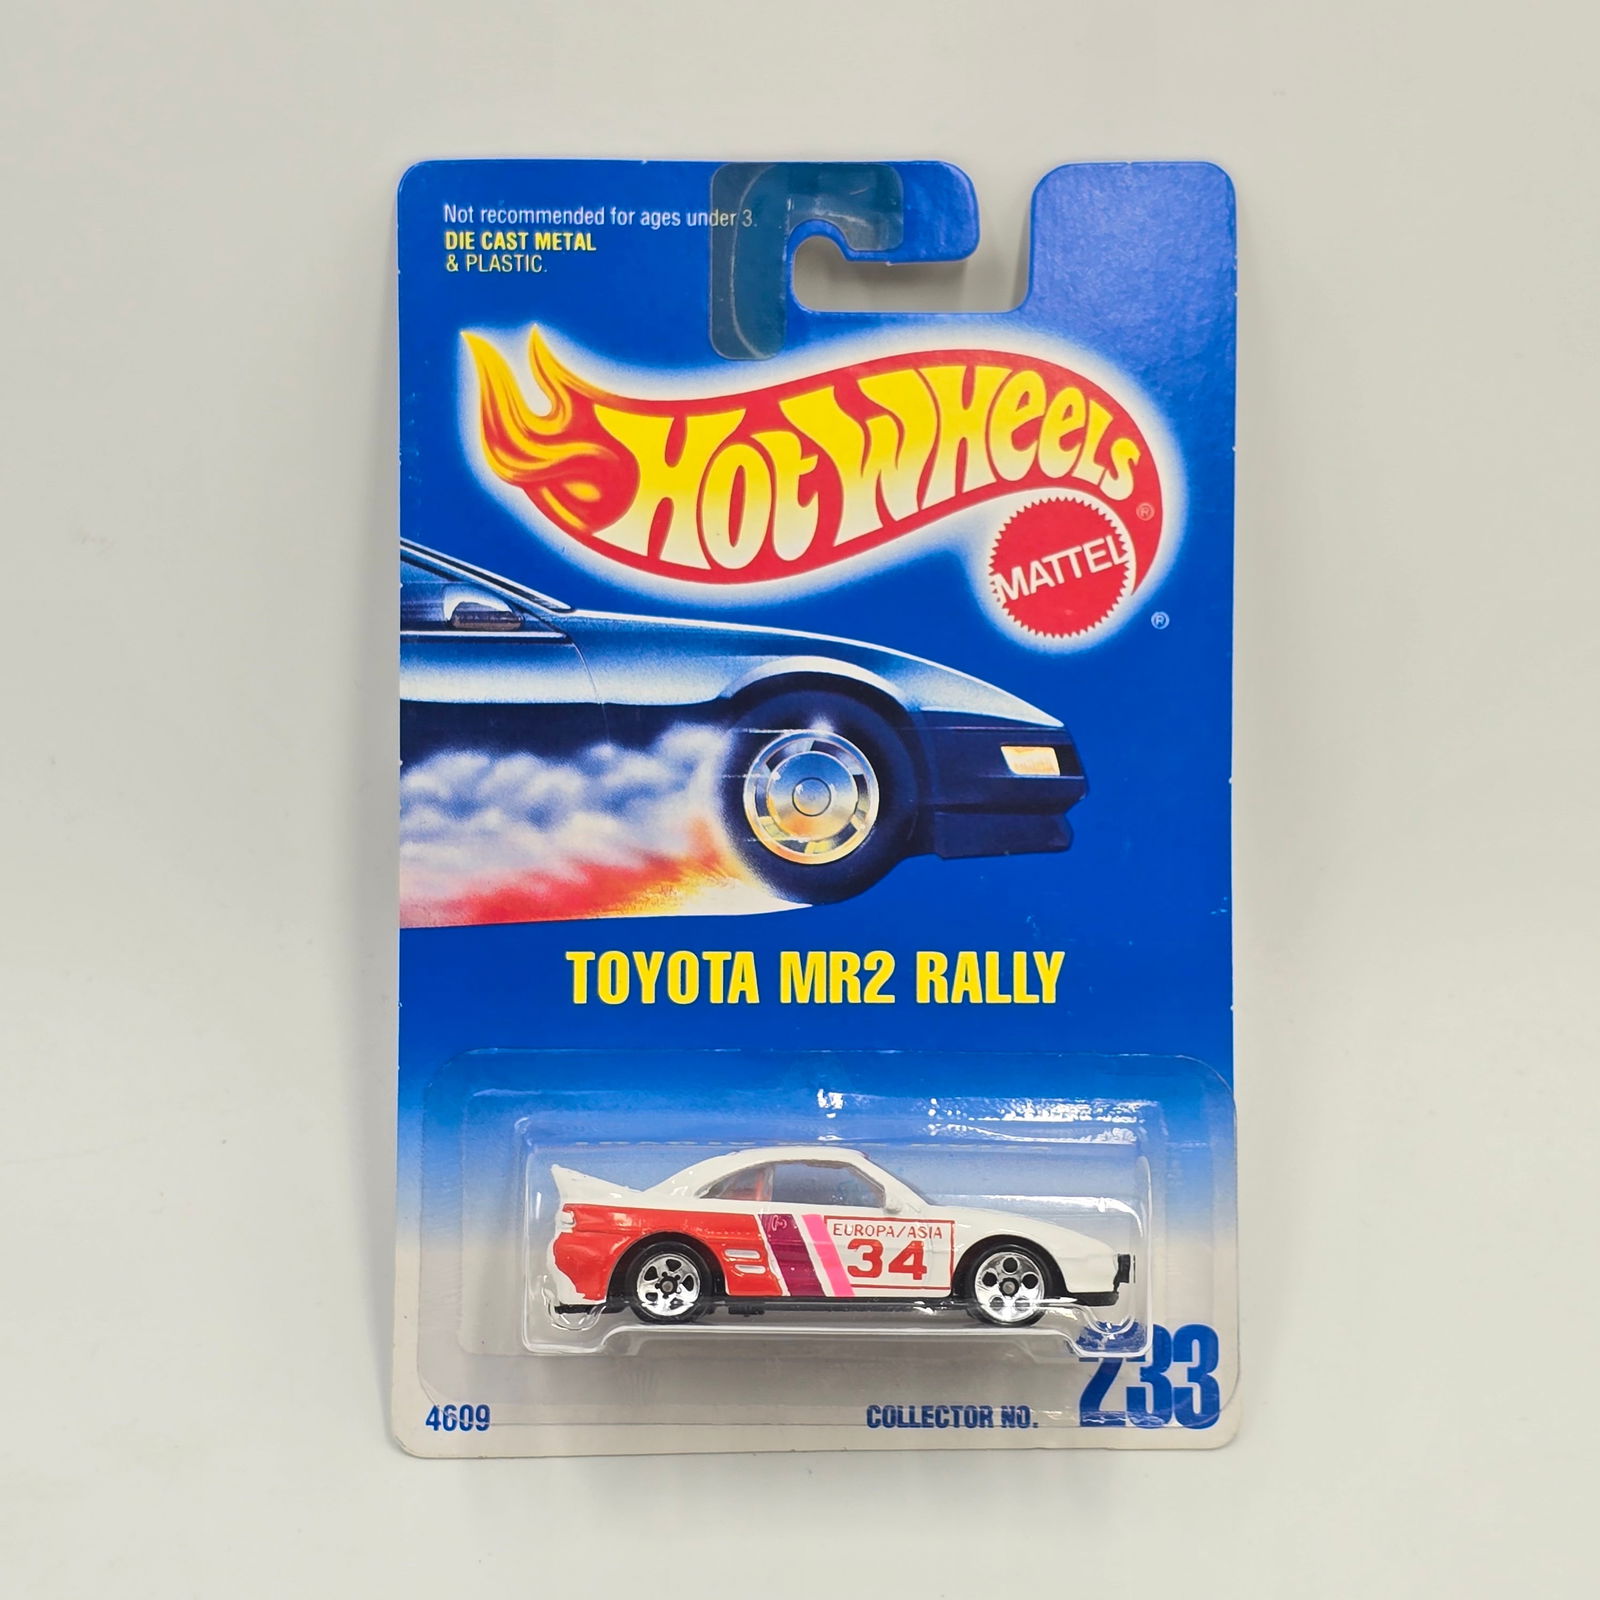 Not recommended for ages under 3.
DIE CAST METAL
& PLASTIC.
HOT WHEELS ®
MATTEL
®
TOYOTA MR2 RALLY
EUROPA/ASIA
34
233
4609
COLLECTOR NO.